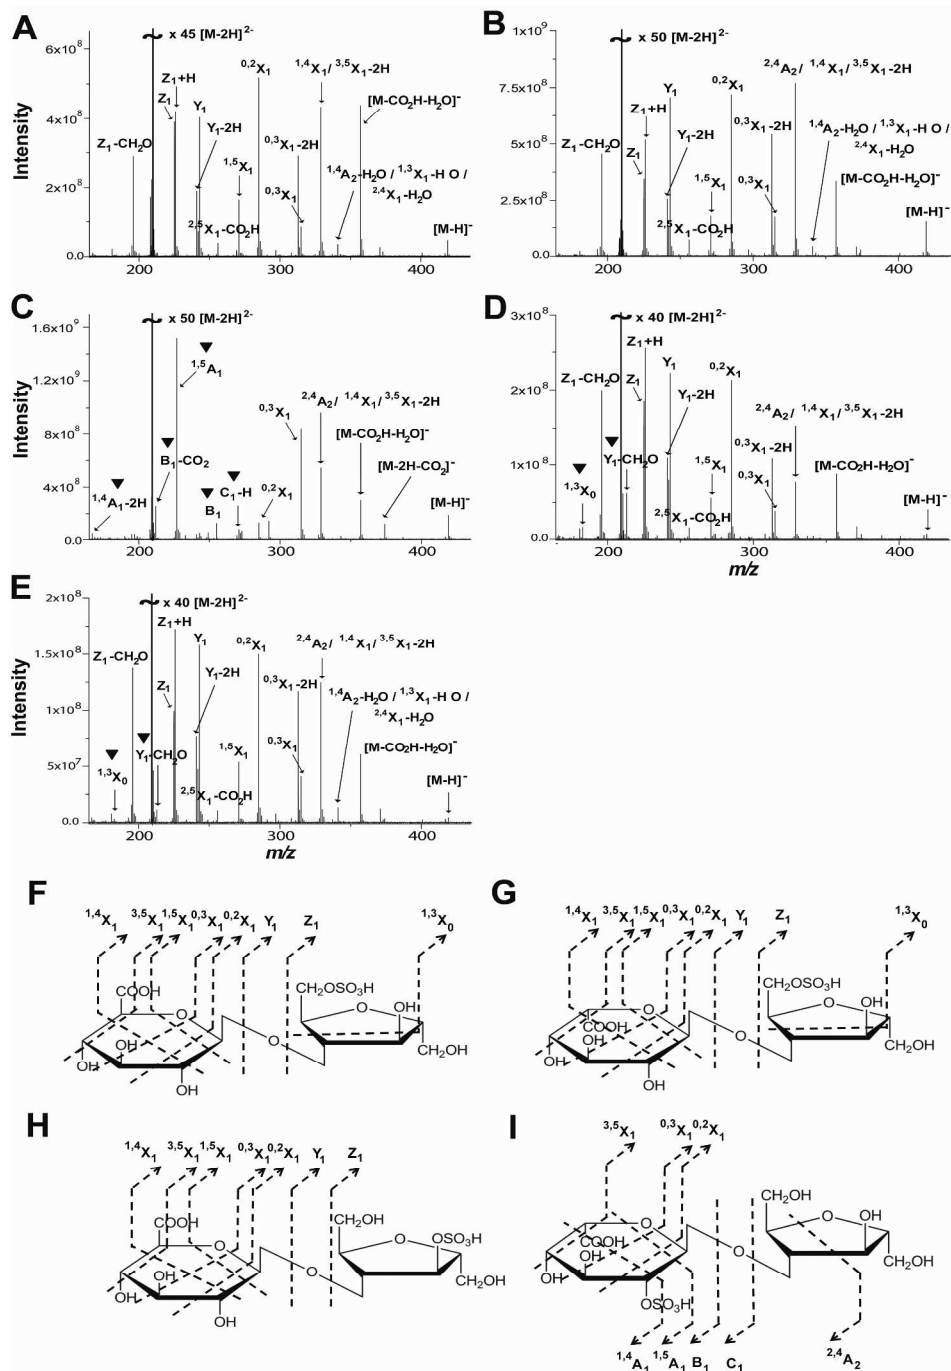 A
x 45 [M-2H]2-
6x10^8
4x10^8
2x10^8
0.0
Intensity
Z1-CH2O
Z1
Z1+H
Y1
Y1-2H
2,5X1-CO2H
1,5X1
0,2X1
0,3X1-2H
0,3X1
1,4X1/ 3,5X1-2H
[M-CO2H-H2O]-
1,4A2-H2O / 1,3X1-H O /
2,4X1-H2O
[M-H]-
200 300 400
B
x 50 [M-2H]2-
1x10^9
7.5x10^8
5x10^8
2.5x10^8
0.0
Z1-CH2O
Z1+H
Z1
Y1
Y1-2H
2,5X1-CO2H
1,5X1
0,2X1
0,3X1-2H
0,3X1
2,4A2/ 1,4X1/ 3,5X1-2H
1,4A2-H2O / 1,3X1-H O /
2,4X1-H2O
[M-CO2H-H2O]-
[M-H]-
200 300 400
C
x 50 [M-2H]2-
1.6x10^9
1.2x10^9
8x10^8
4x10^8
0.0
Intensity
1,5A1
B1-CO2
1,4A1-2H
B1
C1-H
0,2X1
0,3X1
2,4A2/ 1,4X1/ 3,5X1-2H
[M-CO2H-H2O]-
[M-2H-CO2]-
[M-H]-
200 300 400
D
x 40 [M-2H]2-
3x10^8
2x10^8
1x10^8
0.0
Z1+H
Z1-CH2O
Z1
Y1
Y1-2H
Y1-CH2O
1,3X0
2,5X1-CO2H
1,5X1
0,2X1
0,3X1-2H
0,3X1
2,4A2/ 1,4X1/ 3,5X1-2H
[M-CO2H-H2O]-
[M-H]-
200 300 400
m/z
E
x 40 [M-2H]2-
2x10^8
1.5x10^8
1x10^8
5x10^7
0.0
Intensity
Z1+H
Z1-CH2O
Z1
Y1
Y1-2H
Y1-CH2O
1,3X0
2,5X1-CO2H
1,5X1
0,2X1
0,3X1-2H
0,3X1
2,4A2/ 1,4X1/ 3,5X1-2H
1,4A2-H2O / 1,3X1-H O /
2,4X1-H2O
[M-CO2H-H2O]-
[M-H]-
200 300 400
m/z
F
1,4X1 3,5X1 1,5X1 0,3X1 0,2X1 Y1 Z1 1,3X0
COOH
O
OH
OH
OH
O
CH2OSO3H
O
OH
CH2OH
G
1,4X1 3,5X1 1,5X1 0,3X1 0,2X1 Y1 Z1 1,3X0
COOH
O
OH
OH
OH
O
CH2OSO3H
O
OH
CH2OH
H
1,4X1 3,5X1 1,5X1 0,3X1 0,2X1 Y1 Z1
COOH
O
OH
OH
OH
O
CH2OH
O
OSO3H
CH2OH
I
3,5X1 0,3X1 0,2X1
COOH
O
OH
OH
OSO3H
O
CH2OH
O
OH
CH2OH
1,4A1 1,5A1 B1 C1 2,4A2